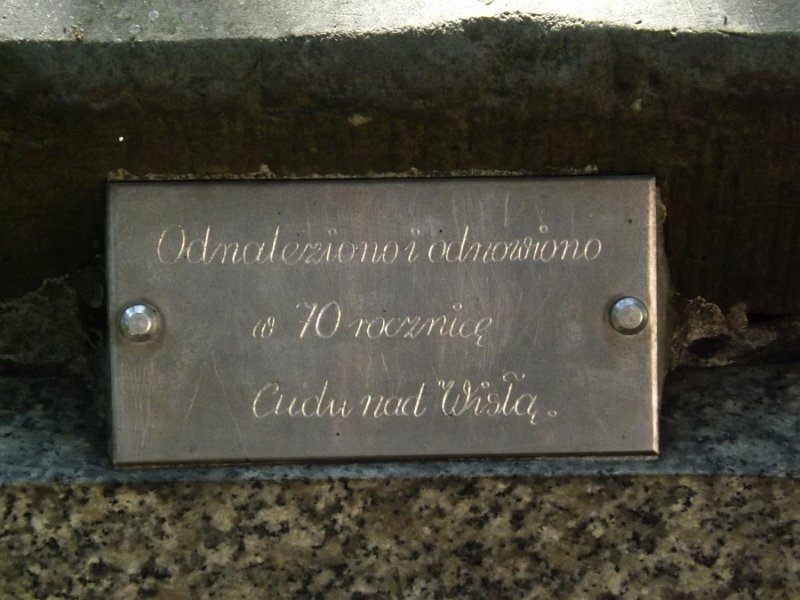 Odnaleziono i odnowiono
w 70 rocznicę
Cudu nad Wisłą.